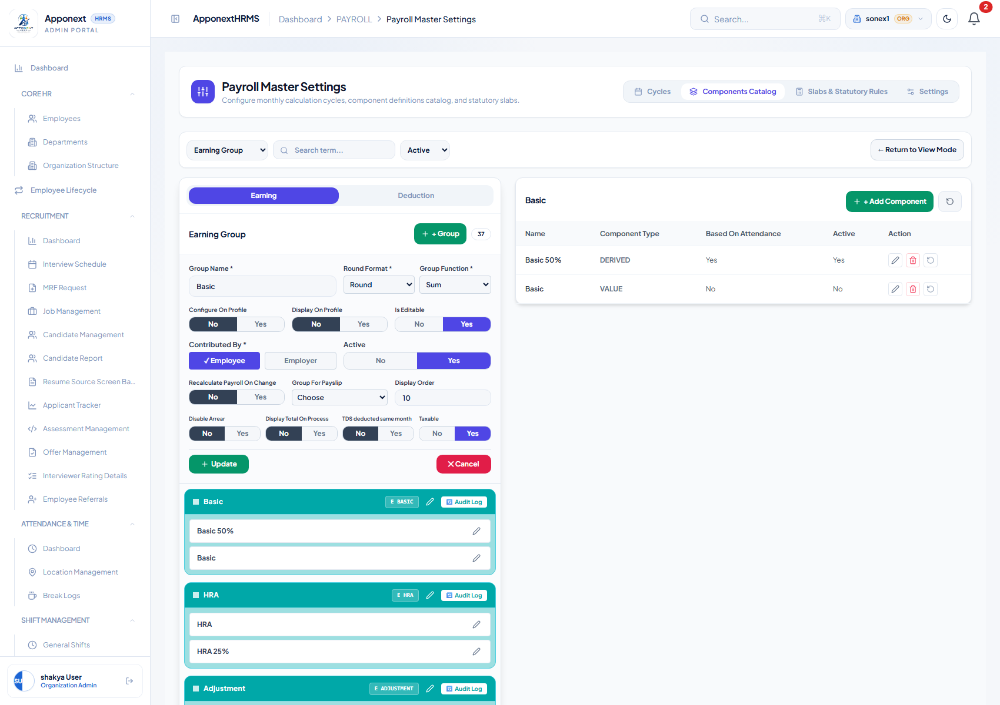 Apponext HRMS
ADMIN PORTAL
ApponextHRMS
Dashboard > PAYROLL > Payroll Master Settings
Search...
⌘K
sonex1 ORG
2
Dashboard
CORE HR
Employees
Departments
Organization Structure
Employee Lifecycle
RECRUITMENT
Dashboard
Interview Schedule
MRF Request
Job Management
Candidate Management
Candidate Report
Resume Source Screen Ba...
Applicant Tracker
Assessment Management
Offer Management
Interviewer Rating Details
Employee Referrals
ATTENDANCE & TIME
Dashboard
Location Management
Break Logs
SHIFT MANAGEMENT
General Shifts
SU
shakya User
Organization Admin
Payroll Master Settings
Configure monthly calculation cycles, component definitions catalog, and statutory slabs.
Cycles
Components Catalog
Slabs & Statutory Rules
Settings
Earning Group
Search term...
Active
← Return to View Mode
Earning
Deduction
Earning Group
+ Group
37
Group Name *
Round Format *
Group Function *
Basic
Round
Sum
Configure On Profile
Display On Profile
Is Editable
No Yes
No Yes
No Yes
Contributed By *
Active
✓ Employee
Employer
No Yes
Recalculate Payroll On Change
Group For Payslip
Display Order
No Yes
Choose
10
Disable Arrear
Display Total On Process
TDS deducted same month
Taxable
No Yes
No Yes
No Yes
No Yes
Update
✕ Cancel
Basic
E BASIC
Audit Log
Basic 50%
Basic
HRA
E HRA
Audit Log
HRA
HRA 25%
Adjustment
E ADJUSTMENT
Audit Log
Basic
+ Add Component
Name Component Type Based On Attendance Active Action
Basic 50% DERIVED Yes Yes
Basic VALUE No No